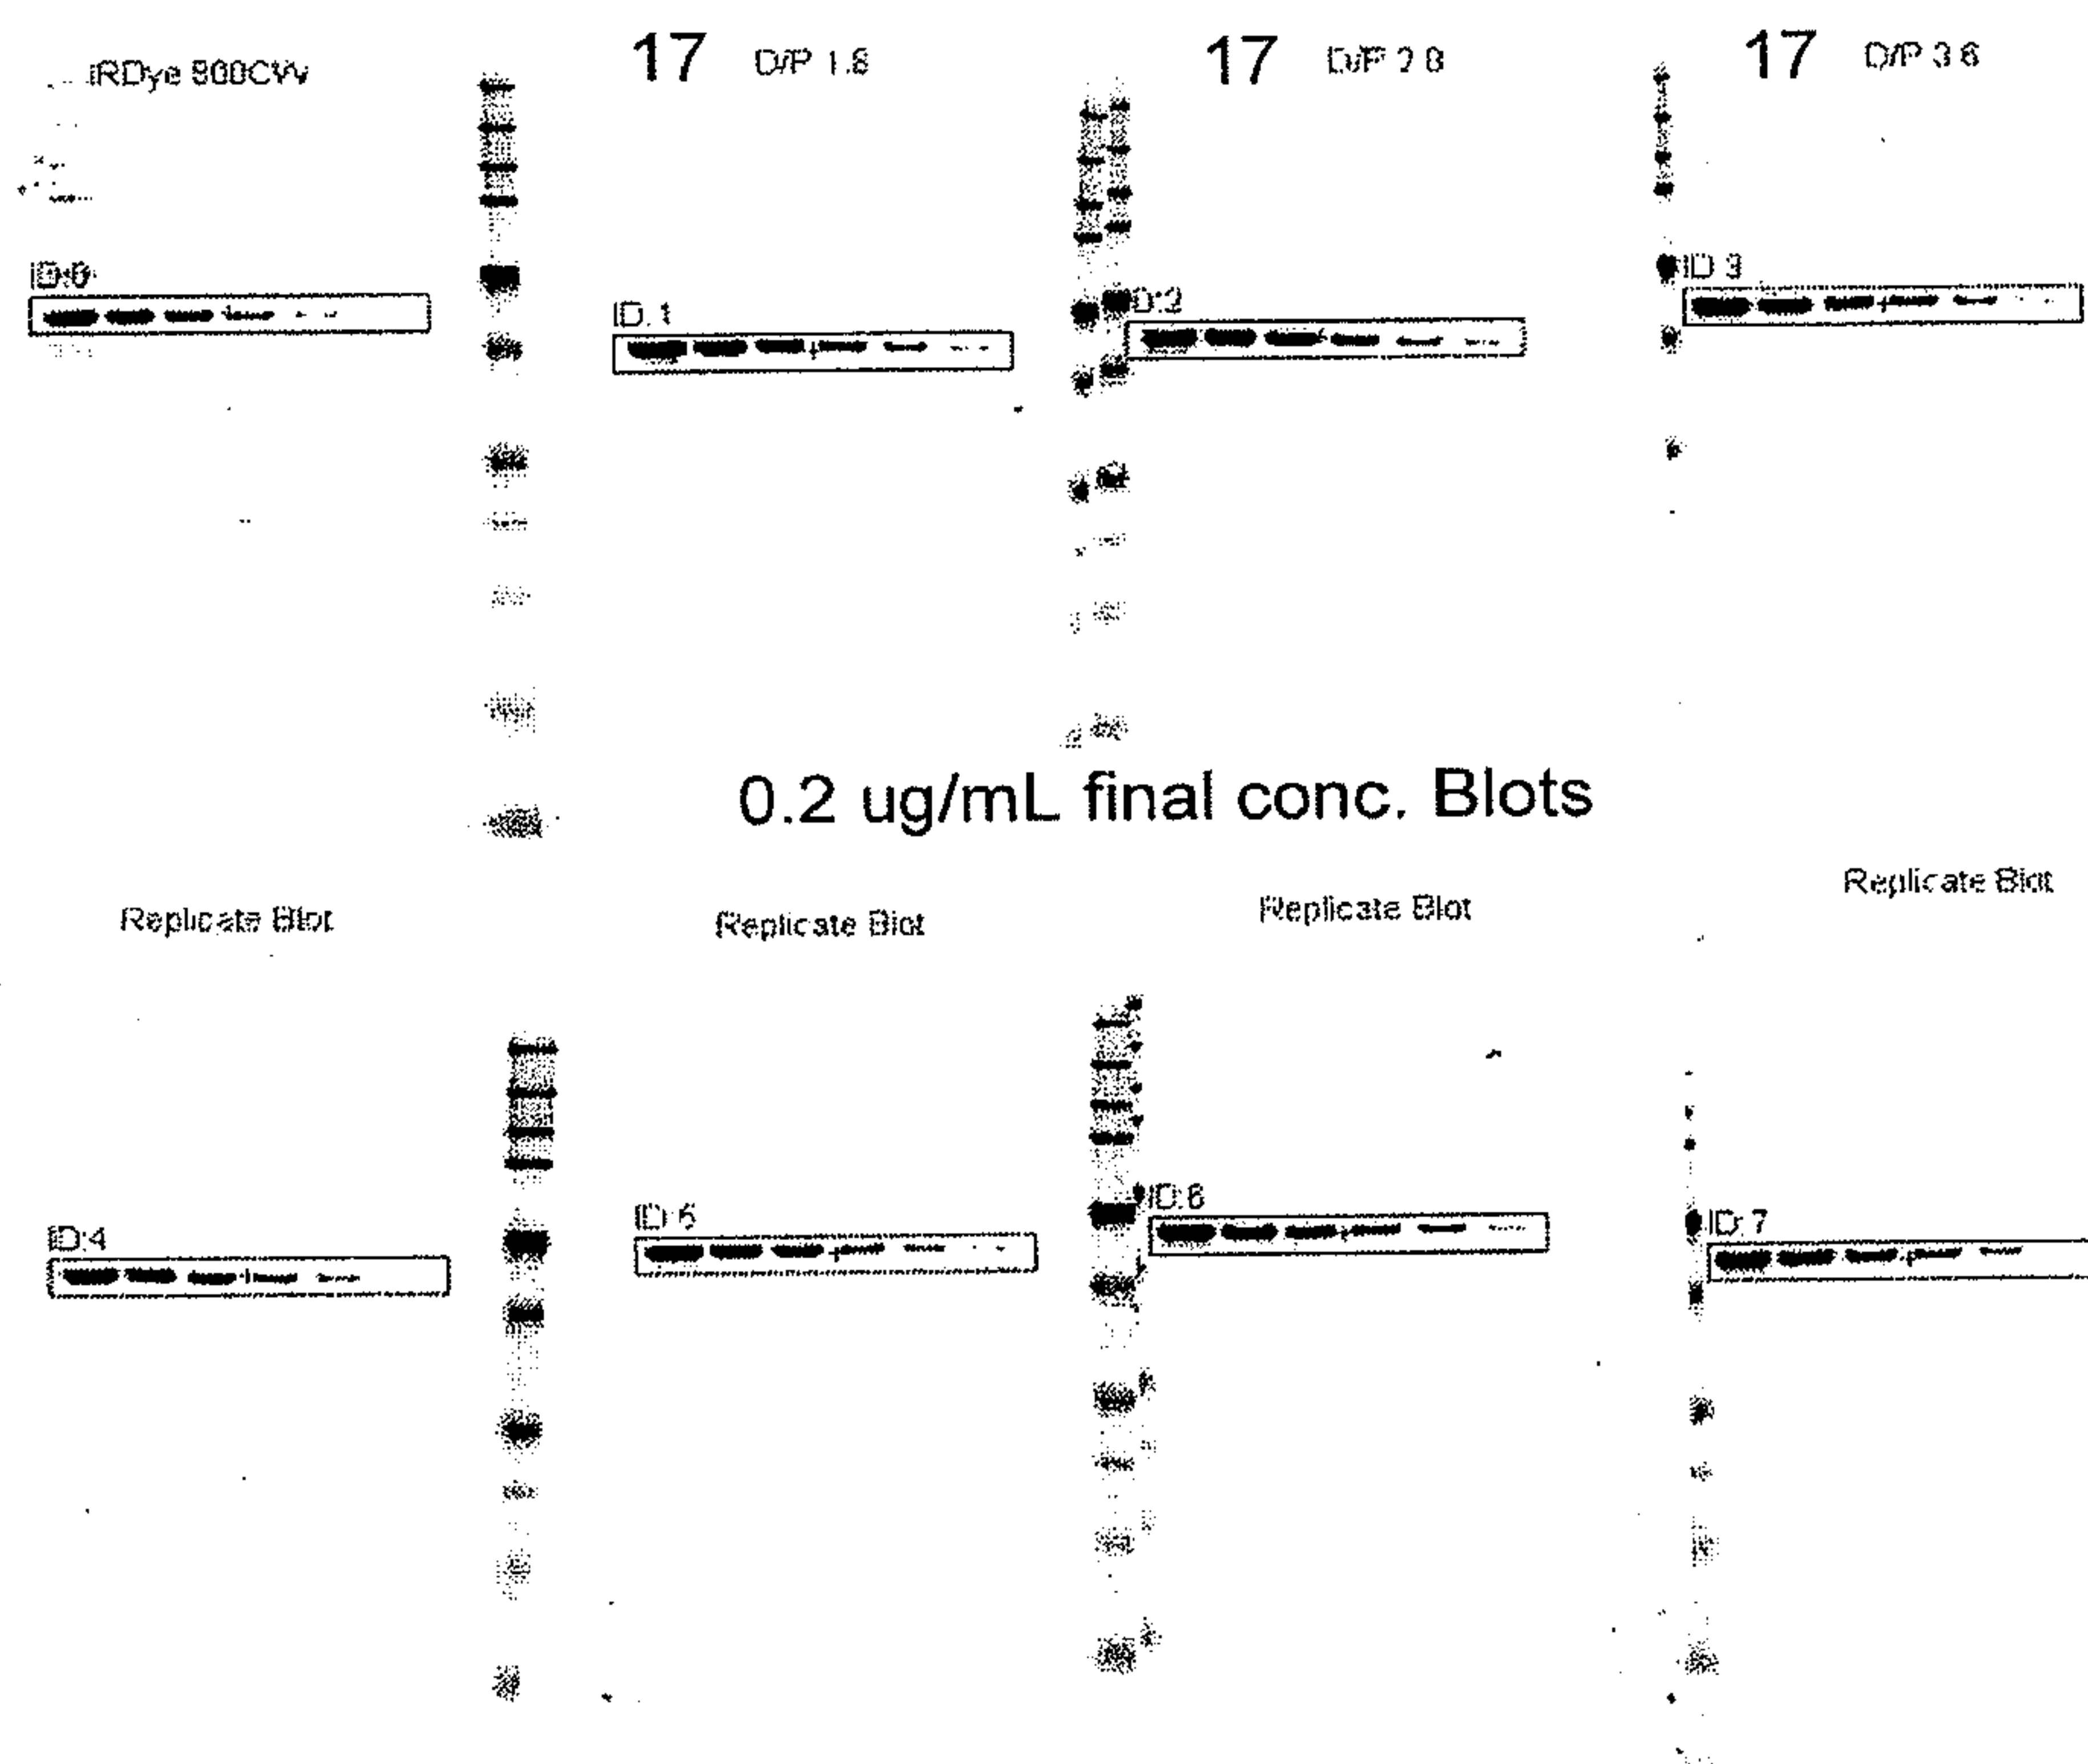 IRDye 800CW
17 D/P 1.8
17 D/P 2.8
17 D/P 3.6
ID:0
ID:1
ID:2
ID:3
0.2 ug/mL final conc. Blots
Replicate Blot
Replicate Blot
Replicate Blot
Replicate Blot
ID:4
ID:5
ID:6
ID:7